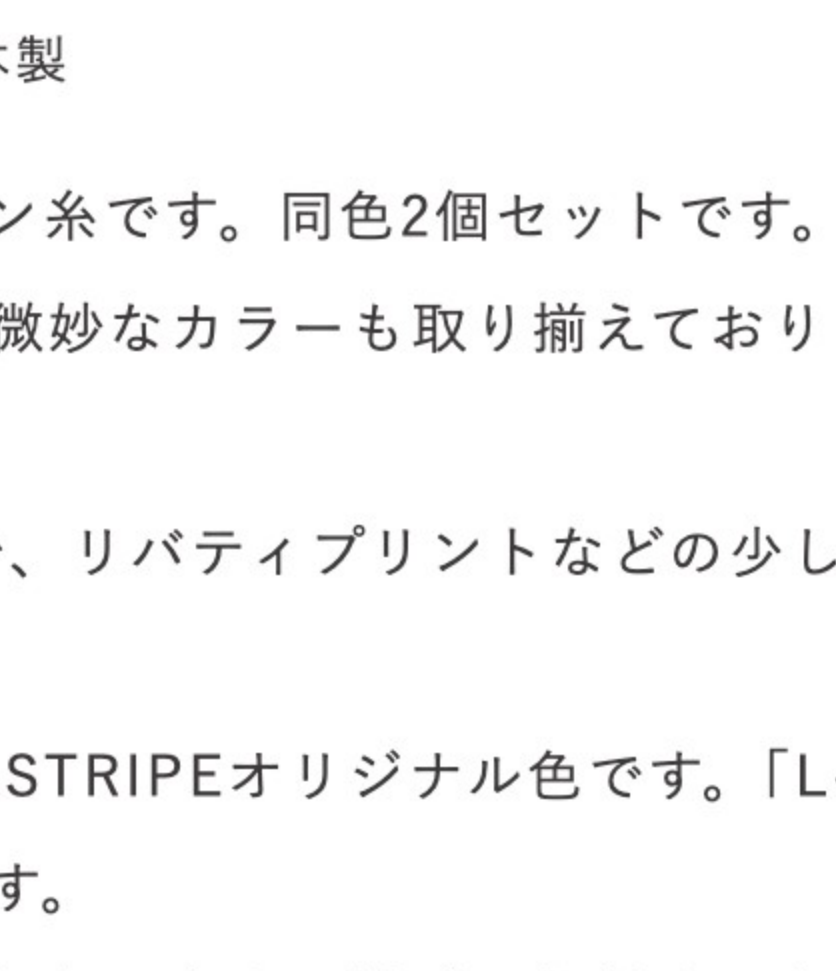 製
ン糸です。同色2個セットです。
微妙なカラーも取り揃えており
、リバティプリントなどの少し
STRIPEオリジナル色です。「L
す。